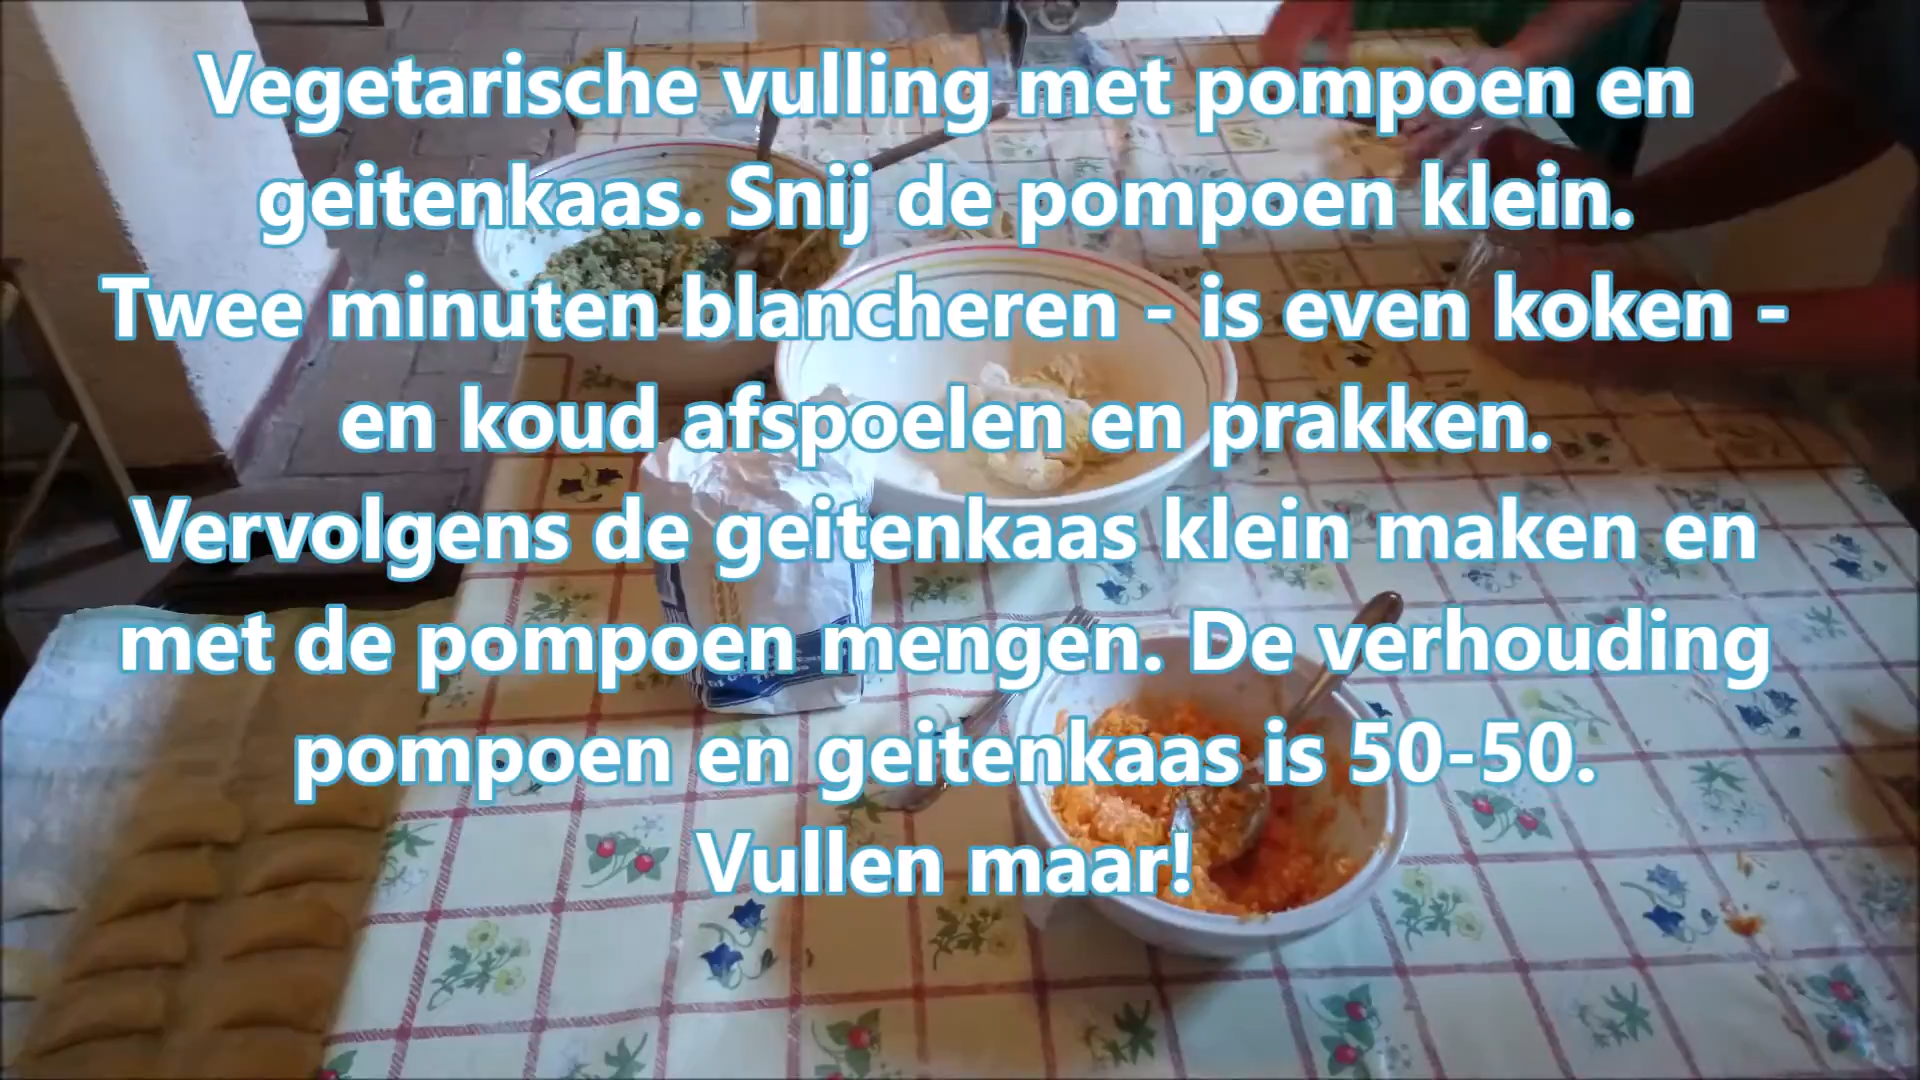 Vegetarische vulling met pompoen en
geitenkaas. Snij de pompoen klein.
Twee minuten blancheren - is even koken -
en koud afspoelen en prakken.
Vervolgens de geitenkaas klein maken en
met de pompoen mengen. De verhouding
pompoen en geitenkaas is 50-50.
Vullen maar!